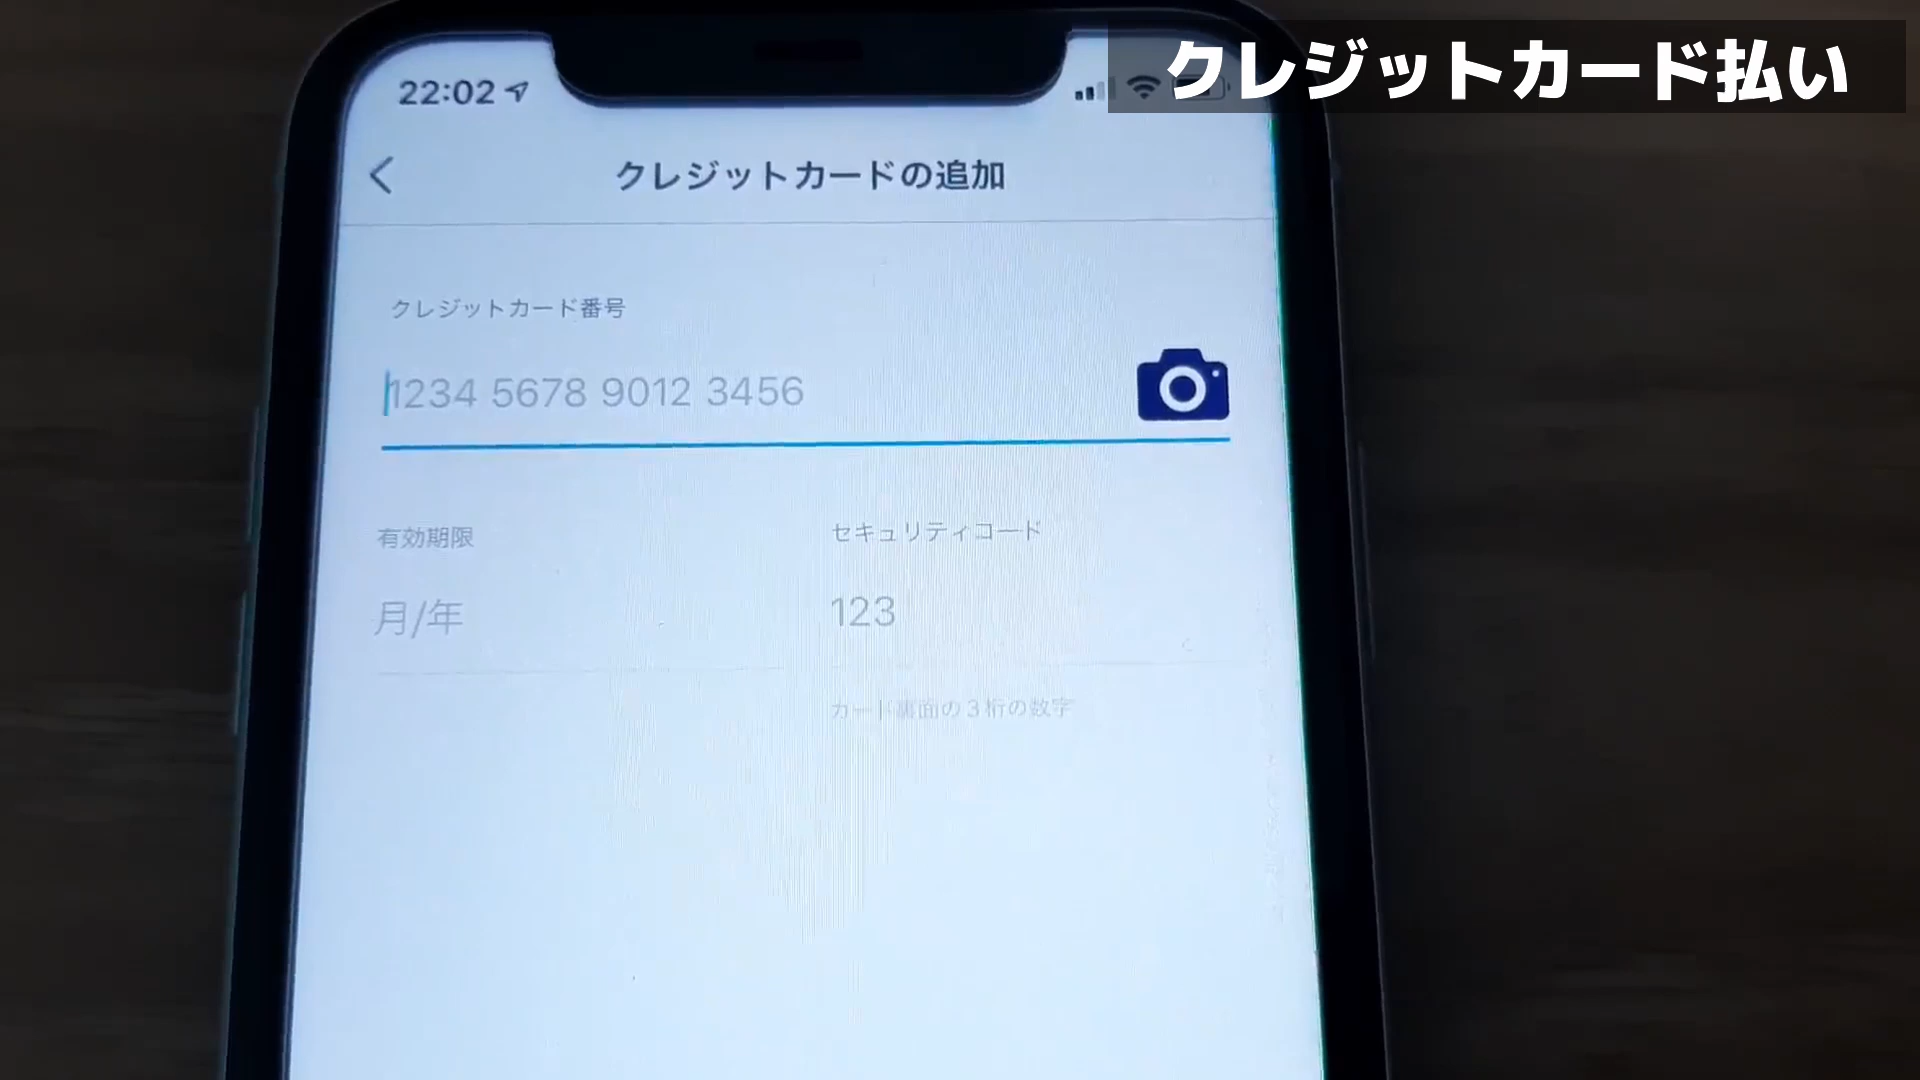 クレジットカード払い
22:02
クレジットカードの追加
クレジットカード番号
1234 5678 9012 3456
有効期限
セキュリティコード
月/年
123
カード裏面の3桁の数字